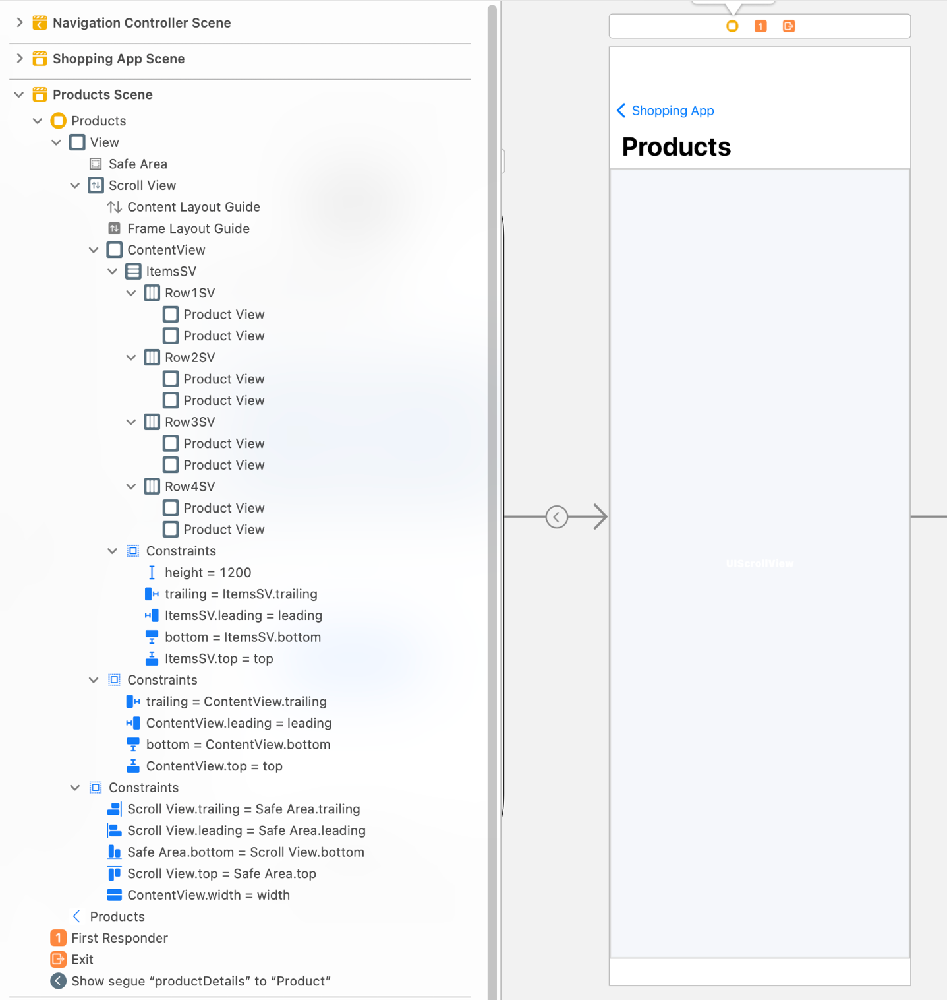 Navigation Controller Scene
Shopping App Scene
Products Scene
Products
View
Safe Area
Scroll View
Content Layout Guide
Frame Layout Guide
ContentView
ItemsSV
Row1SV
Product View
Product View
Row2SV
Product View
Product View
Row3SV
Product View
Product View
Row4SV
Product View
Product View
Constraints
height = 1200
trailing = ItemsSV.trailing
ItemsSV.leading = leading
bottom = ItemsSV.bottom
ItemsSV.top = top
Constraints
trailing = ContentView.trailing
ContentView.leading = leading
bottom = ContentView.bottom
ContentView.top = top
Constraints
Scroll View.trailing = Safe Area.trailing
Scroll View.leading = Safe Area.leading
Safe Area.bottom = Scroll View.bottom
Scroll View.top = Safe Area.top
ContentView.width = width
Products
1 First Responder
Exit
Show segue “productDetails” to “Product”
1
Shopping App
Products
UIScrollView